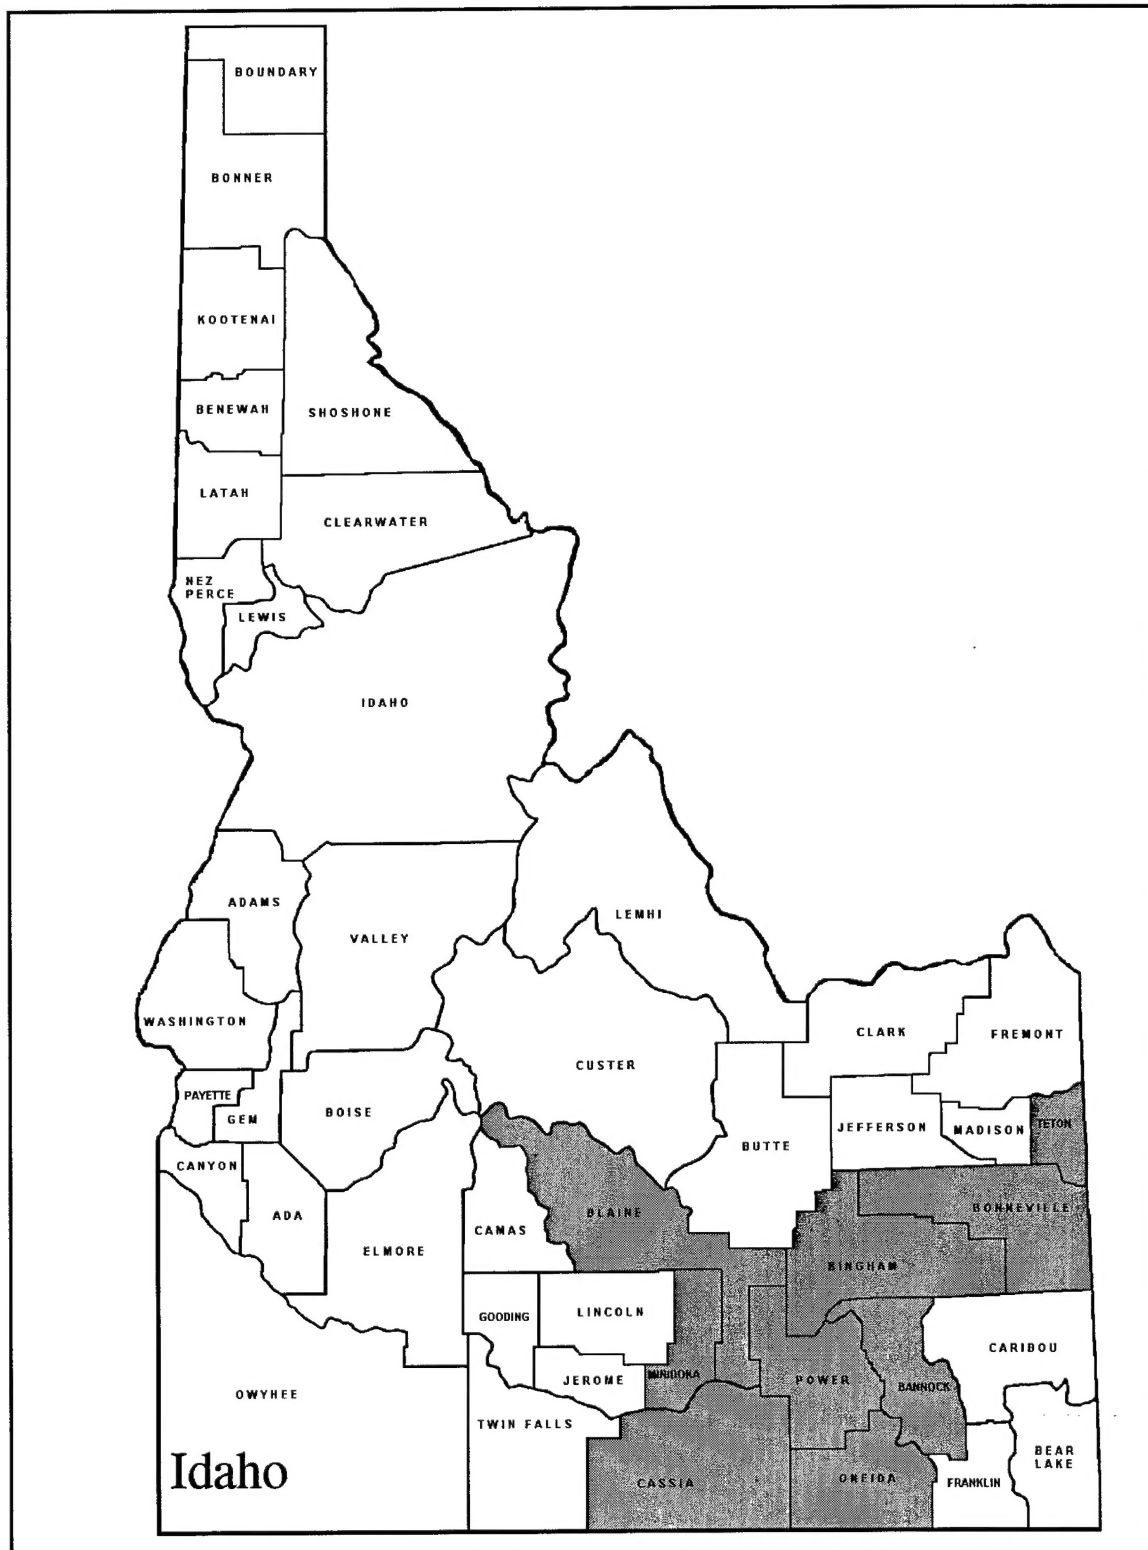 BOUNDARY
BONNER
KOOTENAI
BENEWAH
SHOSHONE
LATAH
CLEARWATER
NEZ
PERCE
LEWIS
IDAHO
ADAMS
LEMHI
VALLEY
WASHINGTON
CLARK
FREMONT
CUSTER
PAYETTE
GEM
BOISE
BUTTE
JEFFERSON
MADISON
TETON
CANYON
ADA
BLAINE
BONNEVILLE
CAMAS
ELMORE
BINGHAM
GOODING
LINCOLN
CARIBOU
OWYHEE
JEROME
MINIDOKA
POWER
BANNOCK
TWIN FALLS
BEAR
LAKE
Idaho
CASSIA
ONEIDA
FRANKLIN